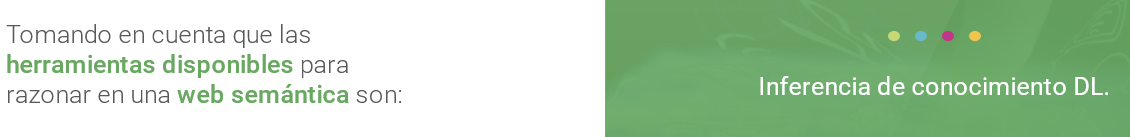 Tomando en cuenta que las
herramientas disponibles para
razonar en una web semántica son:
Inferencia de conocimiento DL.